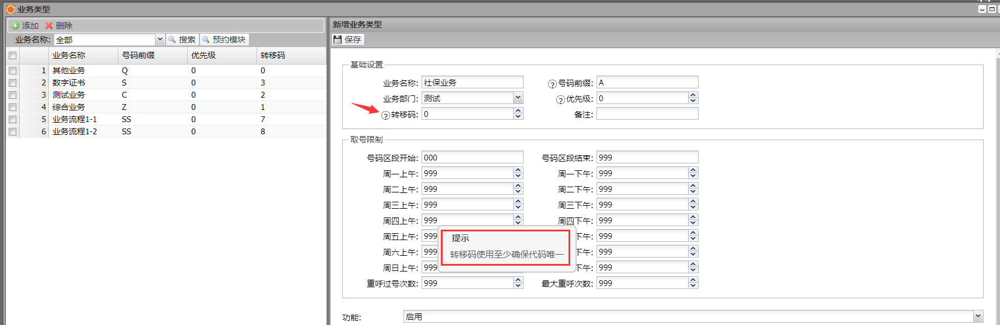 业务类型
添加 删除
业务名称: 全部 搜索 预约模块
业务名称 号码前缀 优先级 转移码
1 其他业务 Q 0 0
2 数字证书 S 0 3
3 测试业务 C 0 2
4 综合业务 Z 0 1
5 业务流程1-1 SS 0 7
6 业务流程1-2 SS 0 8
新增业务类型
保存
基础设置
业务名称: 社保业务 ?号码前缀: A
业务部门: 测试 ?优先级: 0
?转移码: 0 备注:
取号限制
号码区段开始: 000 号码区段结束: 999
周一上午: 999 周一下午: 999
周二上午: 999 周二下午: 999
周三上午: 999 周三下午: 999
周四上午: 999 周四下午: 999
周五上午: 999 下午: 999
周六上午: 999 下午: 999
周日上午: 999 下午: 999
提示
转移码使用至少确保代码唯一
重呼过号次数: 999 最大重呼次数: 999
功能: 启用